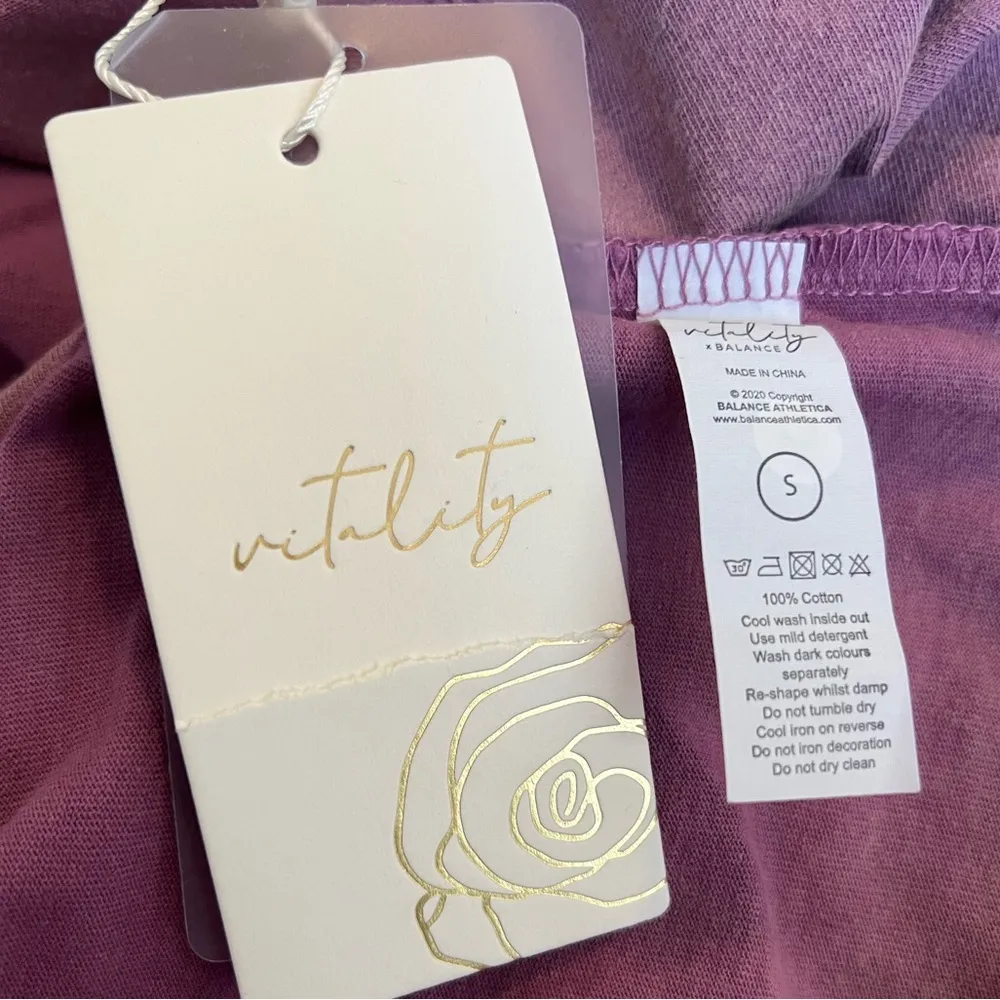 vitality
vitality
x BALANCE
MADE IN CHINA
© 2020 Copyright
BALANCE ATHLETICA
www.balanceathletica.com
S
30°
100% Cotton
Cool wash inside out
Use mild detergent
Wash dark colours
separately
Re-shape whilst damp
Do not tumble dry
Cool iron on reverse
Do not iron decoration
Do not dry clean